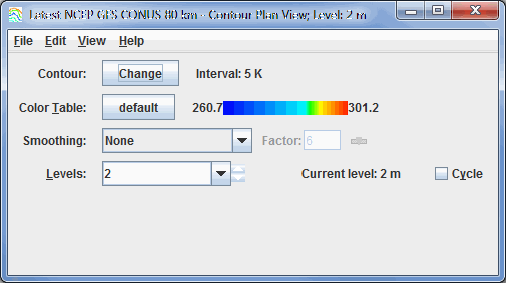 Latest NCEP GFS CONUS 80 km - Contour Plan View; Level: 2 m
File Edit View Help
Contour: Change Interval: 5 K
Color Table: default 260.7 301.2
Smoothing: None Factor: 6
Levels: 2 Current level: 2 m Cycle